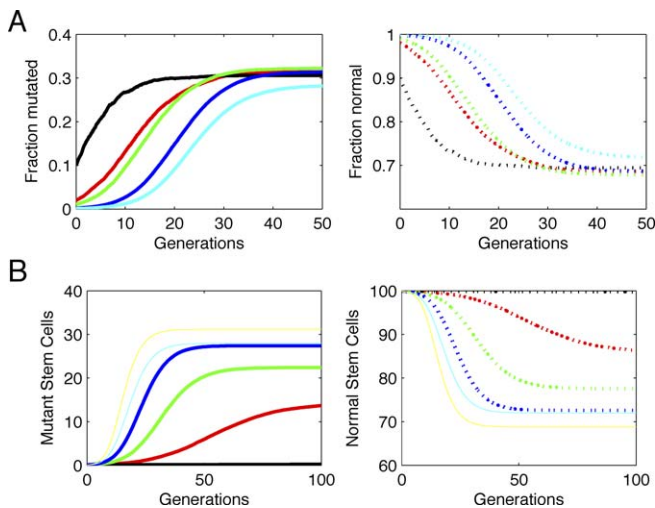 A
Fraction mutated
0.4
0.3
0.2
0.1
0
0 10 20 30 40 50
Generations
Fraction normal
1
0.9
0.8
0.7
0 10 20 30 40 50
Generations
B
Mutant Stem Cells
40
30
20
10
0
0 50 100
Generations
Normal Stem Cells
100
90
80
70
60
0 50 100
Generations